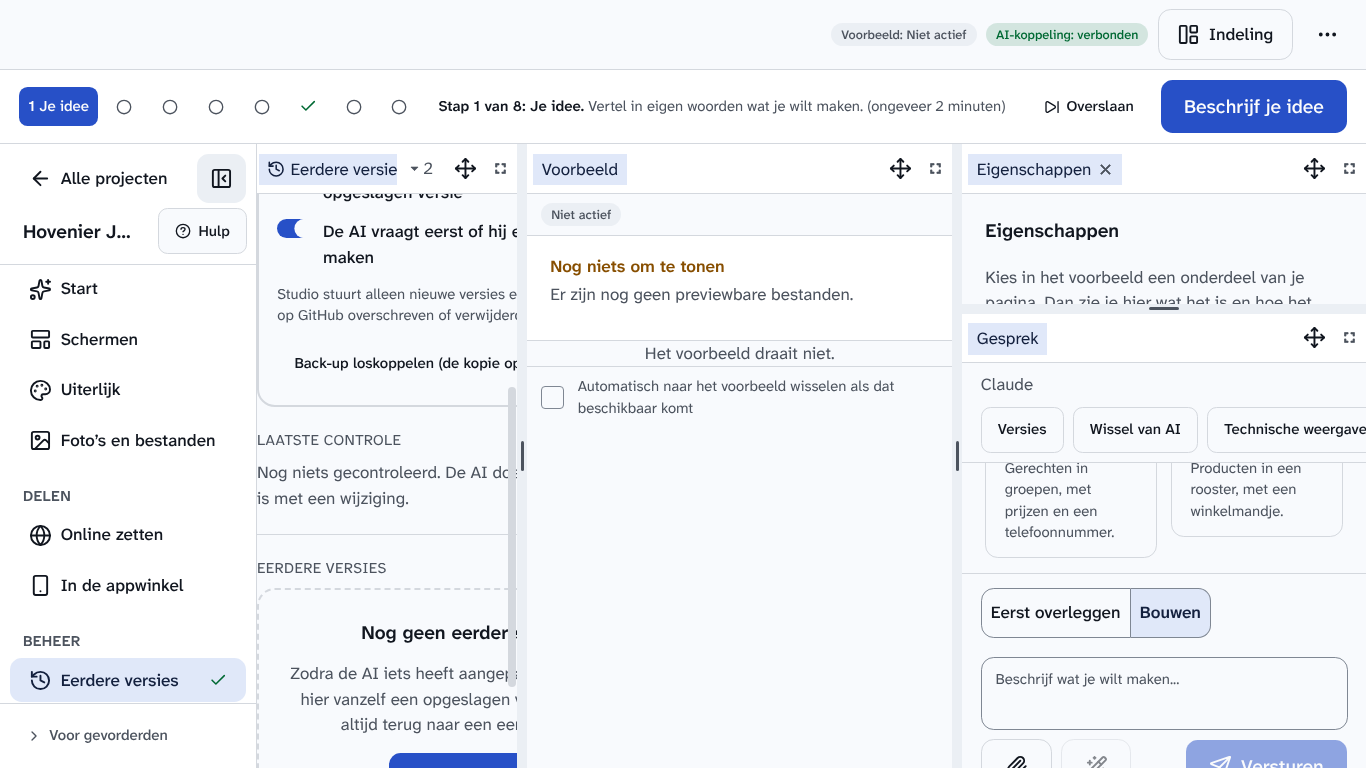 Voorbeeld: Niet actief
AI-koppeling: verbonden
Indeling
1 Je idee
Stap 1 van 8: Je idee. Vertel in eigen woorden wat je wilt maken. (ongeveer 2 minuten)
Overslaan
Beschrijf je idee
Alle projecten
Hovenier J...
Hulp
Start
Schermen
Uiterlijk
Foto's en bestanden
DELEN
Online zetten
In de appwinkel
BEHEER
Eerdere versies
Voor gevorderden
Eerdere versie
2
opgeslagen versie
De AI vraagt eerst of hij e
maken
Studio stuurt alleen nieuwe versies e
op GitHub overschreven of verwijder
Back-up loskoppelen (de kopie op
LAATSTE CONTROLE
Nog niets gecontroleerd. De AI doe
is met een wijziging.
EERDERE VERSIES
Nog geen eerdere
Zodra de AI iets heeft aangep
hier vanzelf een opgeslagen v
altijd terug naar een eer
Voorbeeld
Niet actief
Nog niets om te tonen
Er zijn nog geen previewbare bestanden.
Het voorbeeld draait niet.
Automatisch naar het voorbeeld wisselen als dat
beschikbaar komt
Eigenschappen
Eigenschappen
Kies in het voorbeeld een onderdeel van je
pagina. Dan zie je hier wat het is en hoe het
Gesprek
Claude
Versies
Wissel van AI
Technische weergave
Gerechten in
groepen, met
prijzen en een
telefoonnummer.
Producten in een
rooster, met een
winkelmandje.
Eerst overleggen
Bouwen
Beschrijf wat je wilt maken...
Versturen